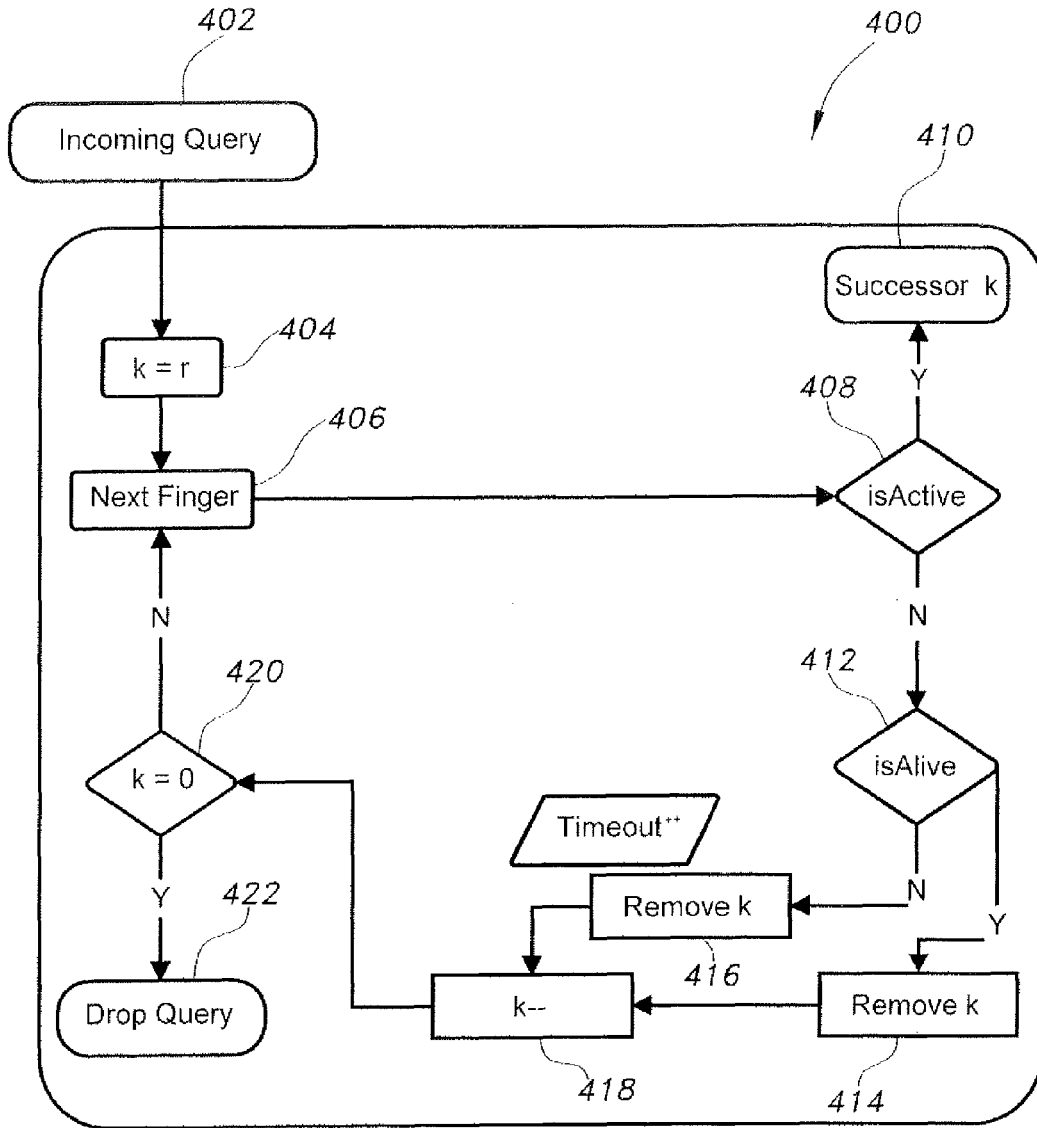 402
400
Incoming Query
410
Successor k
404
k = r
Y
408
406
Next Finger
isActive
N
N
412
420
isAlive
k = 0
Timeout++
Y
N
422
Remove k
Y
416
Drop Query
k--
Remove k
418
414